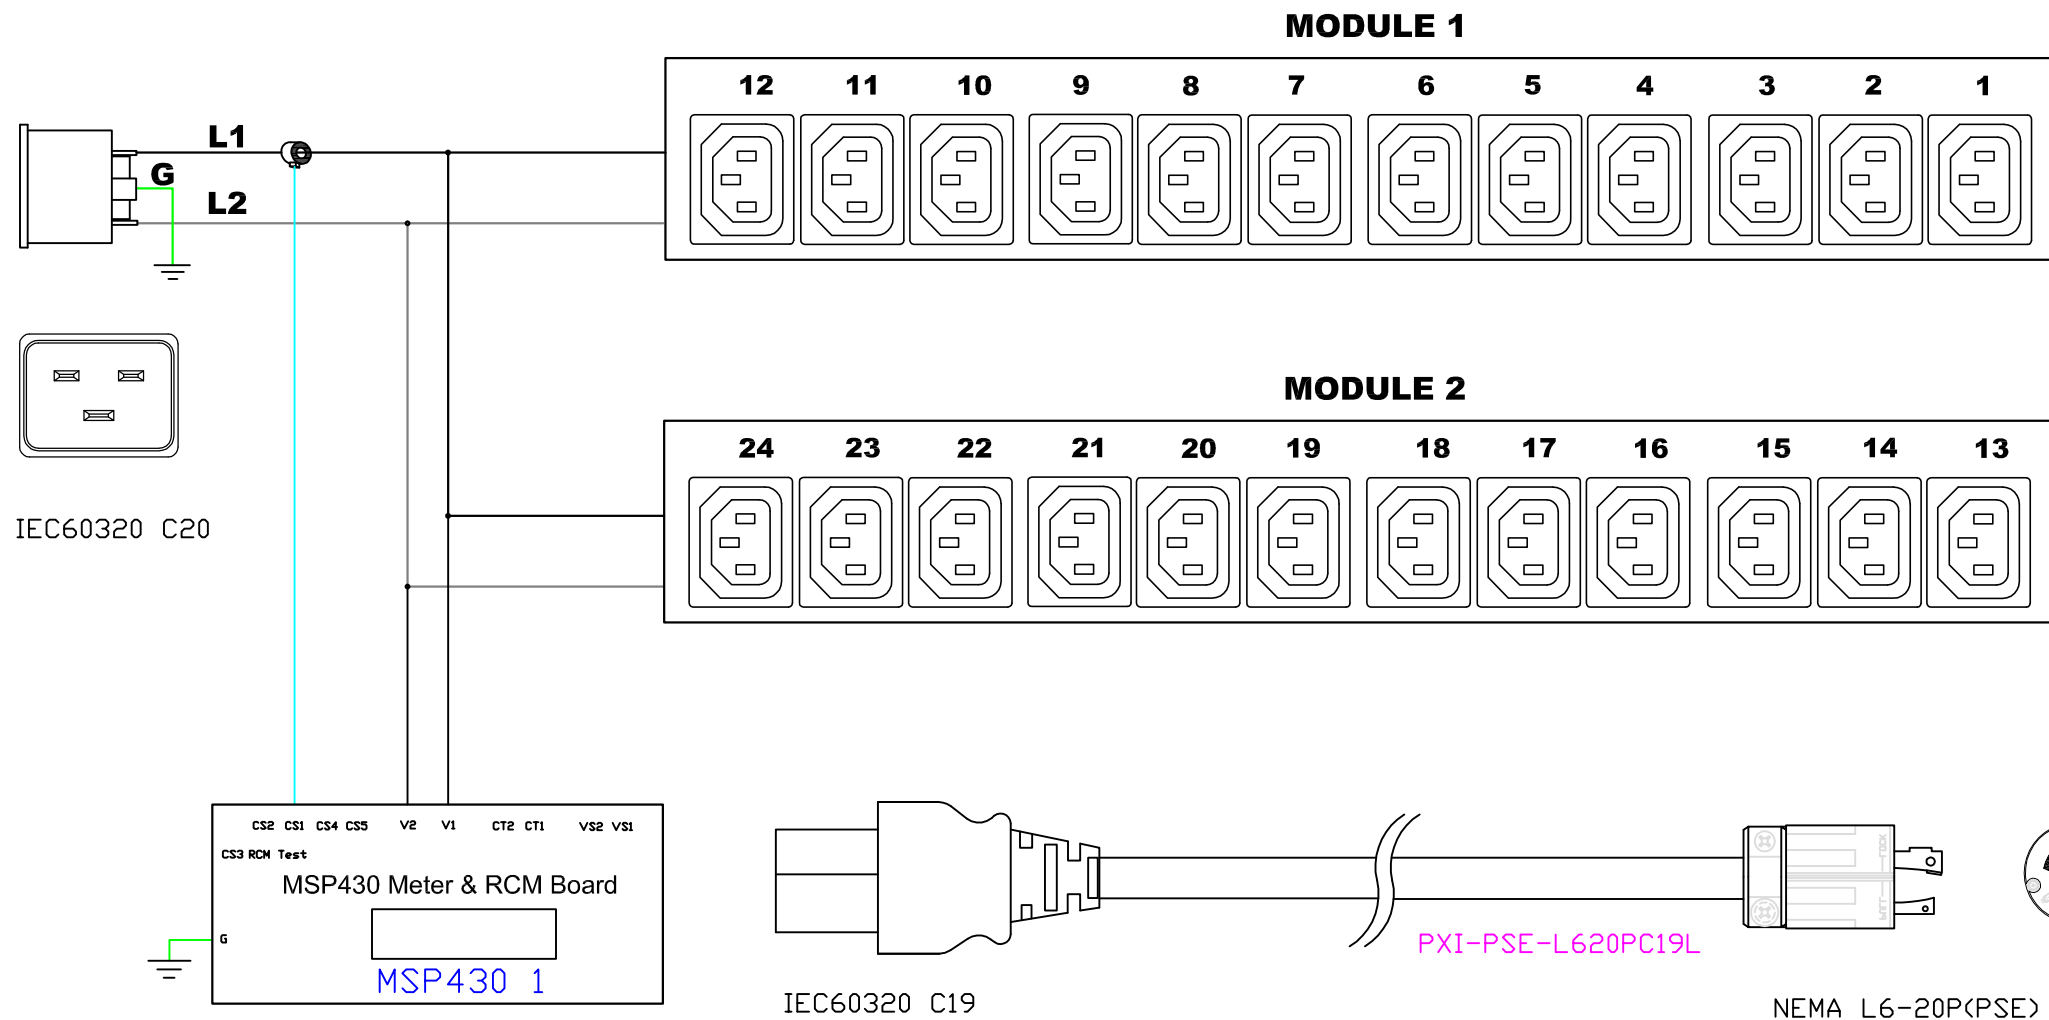 MODULE 1
12 11 10 9 8 7 6 5 4 3 2 1
L1
G
L2
MODULE 2
24 23 22 21 20 19 18 17 16 15 14 13
IEC60320 C20
CS2 CS1 CS4 CS5 V2 V1 CT2 CT1 VS2 VS1
CS3 RCM Test
MSP430 Meter & RCM Board
G
MSP430 1
PXI-PSE-L620PC19L
IEC60320 C19
NEMA L6-20P(PSE)